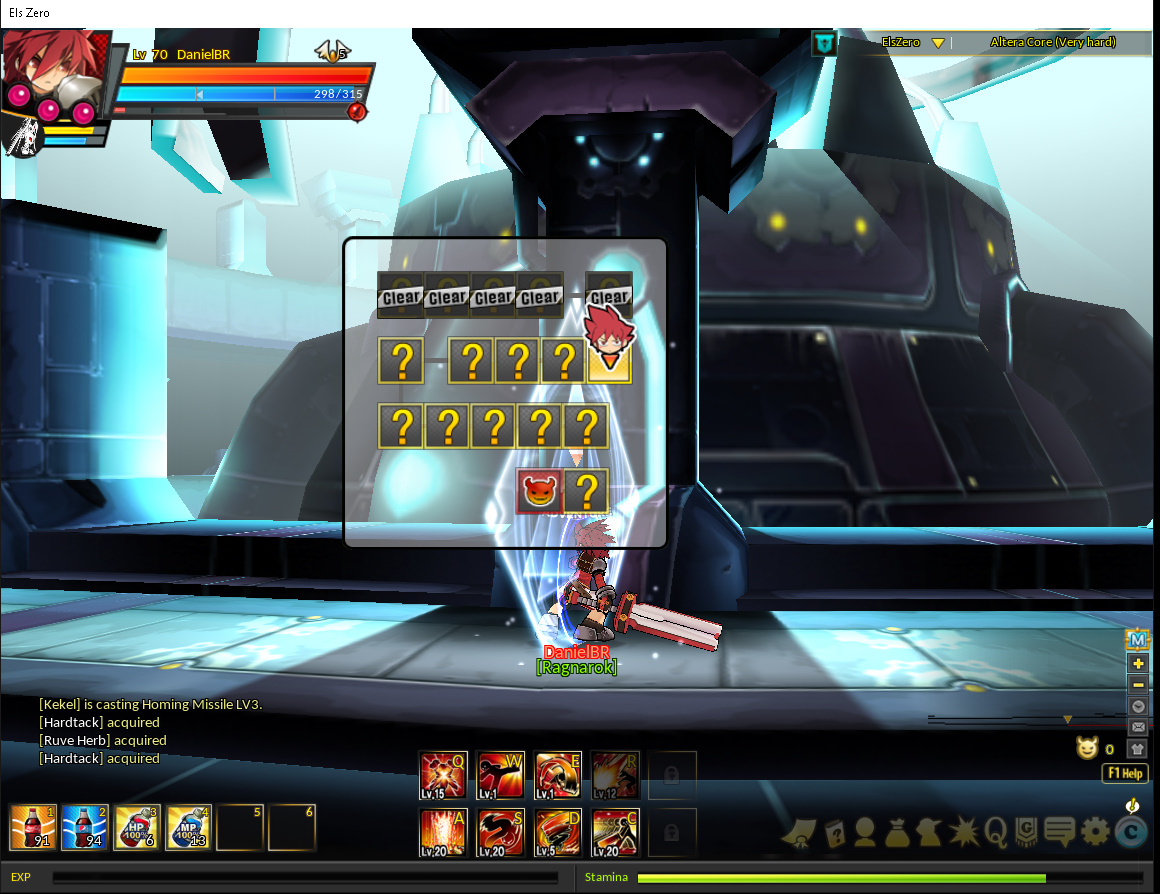 Els Zero
Lv 70 DanielBR
5
298/315
ElsZero
Altera Core (Very hard)
Clear Clear Clear Clear Clear
? ? ? ?
? ? ? ? ?
?
DanielBR
[Ragnarok]
[Kekel] is casting Homing Missile LV3.
[Hardtack] acquired
[Ruve Herb] acquired
[Hardtack] acquired
M
0
F1 Help
Q W E R
Lv.15 Lv.1 Lv.1 Lv.12
A S D C
Lv.20 Lv.20 Lv.5 Lv.20
1 2 3 4 5 6
HP 100% MP 100%
91 94 6 13
C
EXP
Stamina